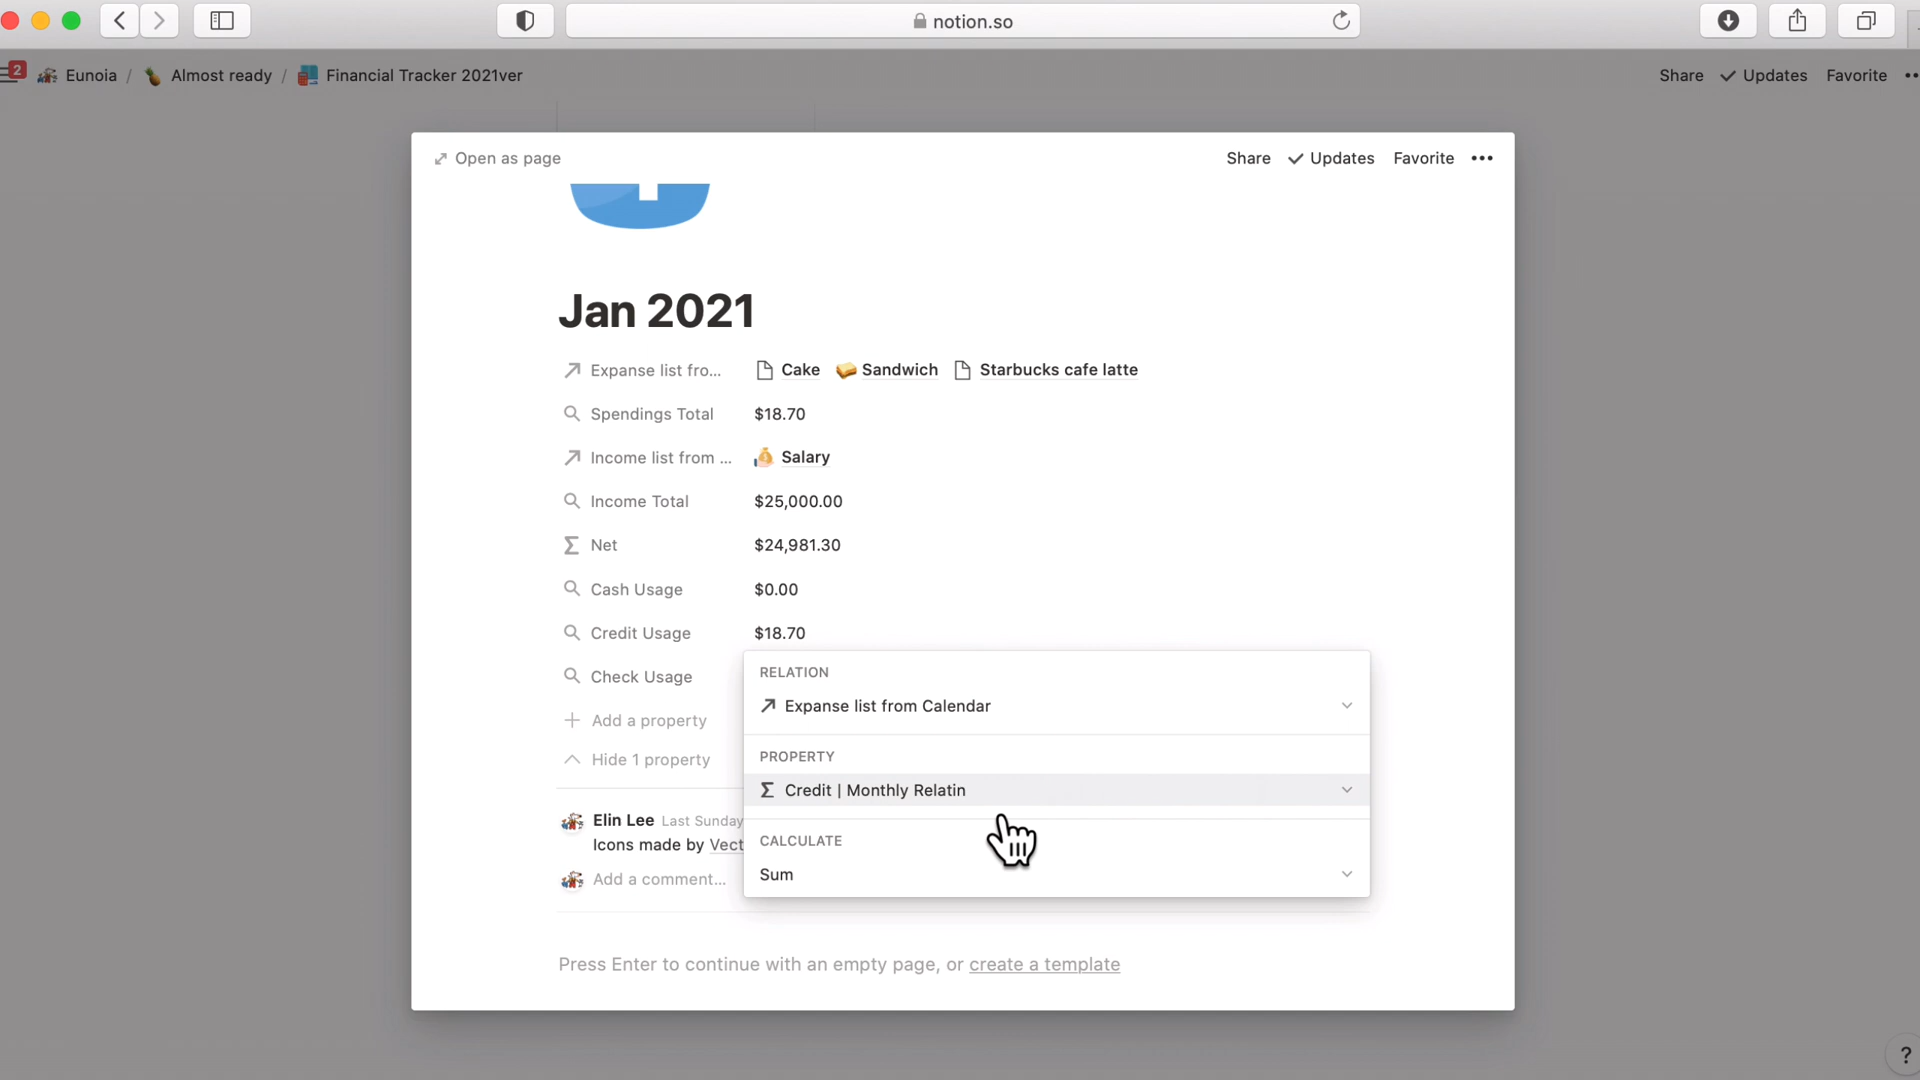 notion.so
2 Eunoia / Almost ready / Financial Tracker 2021ver Share Updates Favorite
Open as page Share Updates Favorite
Jan 2021
Expanse list fro... Cake Sandwich Starbucks cafe latte
Spendings Total $18.70
Income list from ... Salary
Income Total $25,000.00
Net $24,981.30
Cash Usage $0.00
Credit Usage $18.70
Check Usage
Add a property
Hide 1 property
RELATION
Expanse list from Calendar
PROPERTY
Credit | Monthly Relatin
CALCULATE
Sum
Elin Lee Last Sunday
Icons made by Vect
Add a comment...
Press Enter to continue with an empty page, or create a template
?